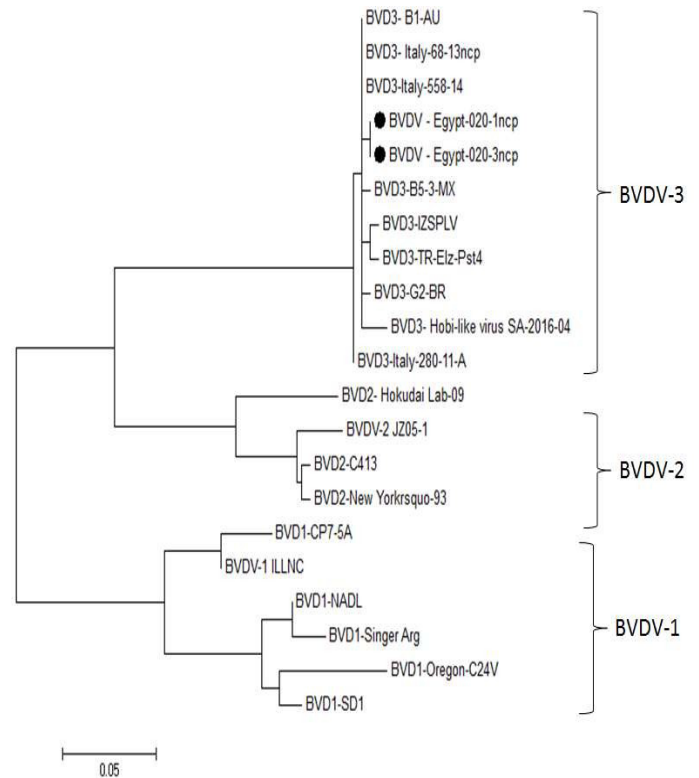 BVD3- B1-AU
BVD3- Italy-68-13ncp
BVD3-Italy-558-14
BVDV - Egypt-020-1ncp
BVDV - Egypt-020-3ncp
BVD3-B5-3-MX
BVD3-IZSPLV
BVD3-TR-Elz-Pst4
BVD3-G2-BR
BVD3- Hobi-like virus SA-2016-04
BVD3-Italy-280-11-A
BVDV-3
BVD2- Hokudai Lab-09
BVDV-2 JZ05-1
BVD2-C413
BVD2-New Yorkrsquo-93
BVDV-2
BVD1-CP7-5A
BVDV-1 ILLNC
BVD1-NADL
BVD1-Singer Arg
BVD1-Oregon-C24V
BVD1-SD1
BVDV-1
0.05